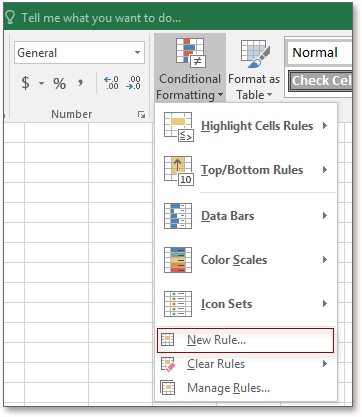 Tell me what you want to do...
General
Conditional Formatting
Format as Table
Normal
Check Cel
$ % ,
←.0 .00
.00 →.0
Number
Highlight Cells Rules
Top/Bottom Rules
10
Data Bars
Color Scales
Icon Sets
New Rule...
Clear Rules
Manage Rules...